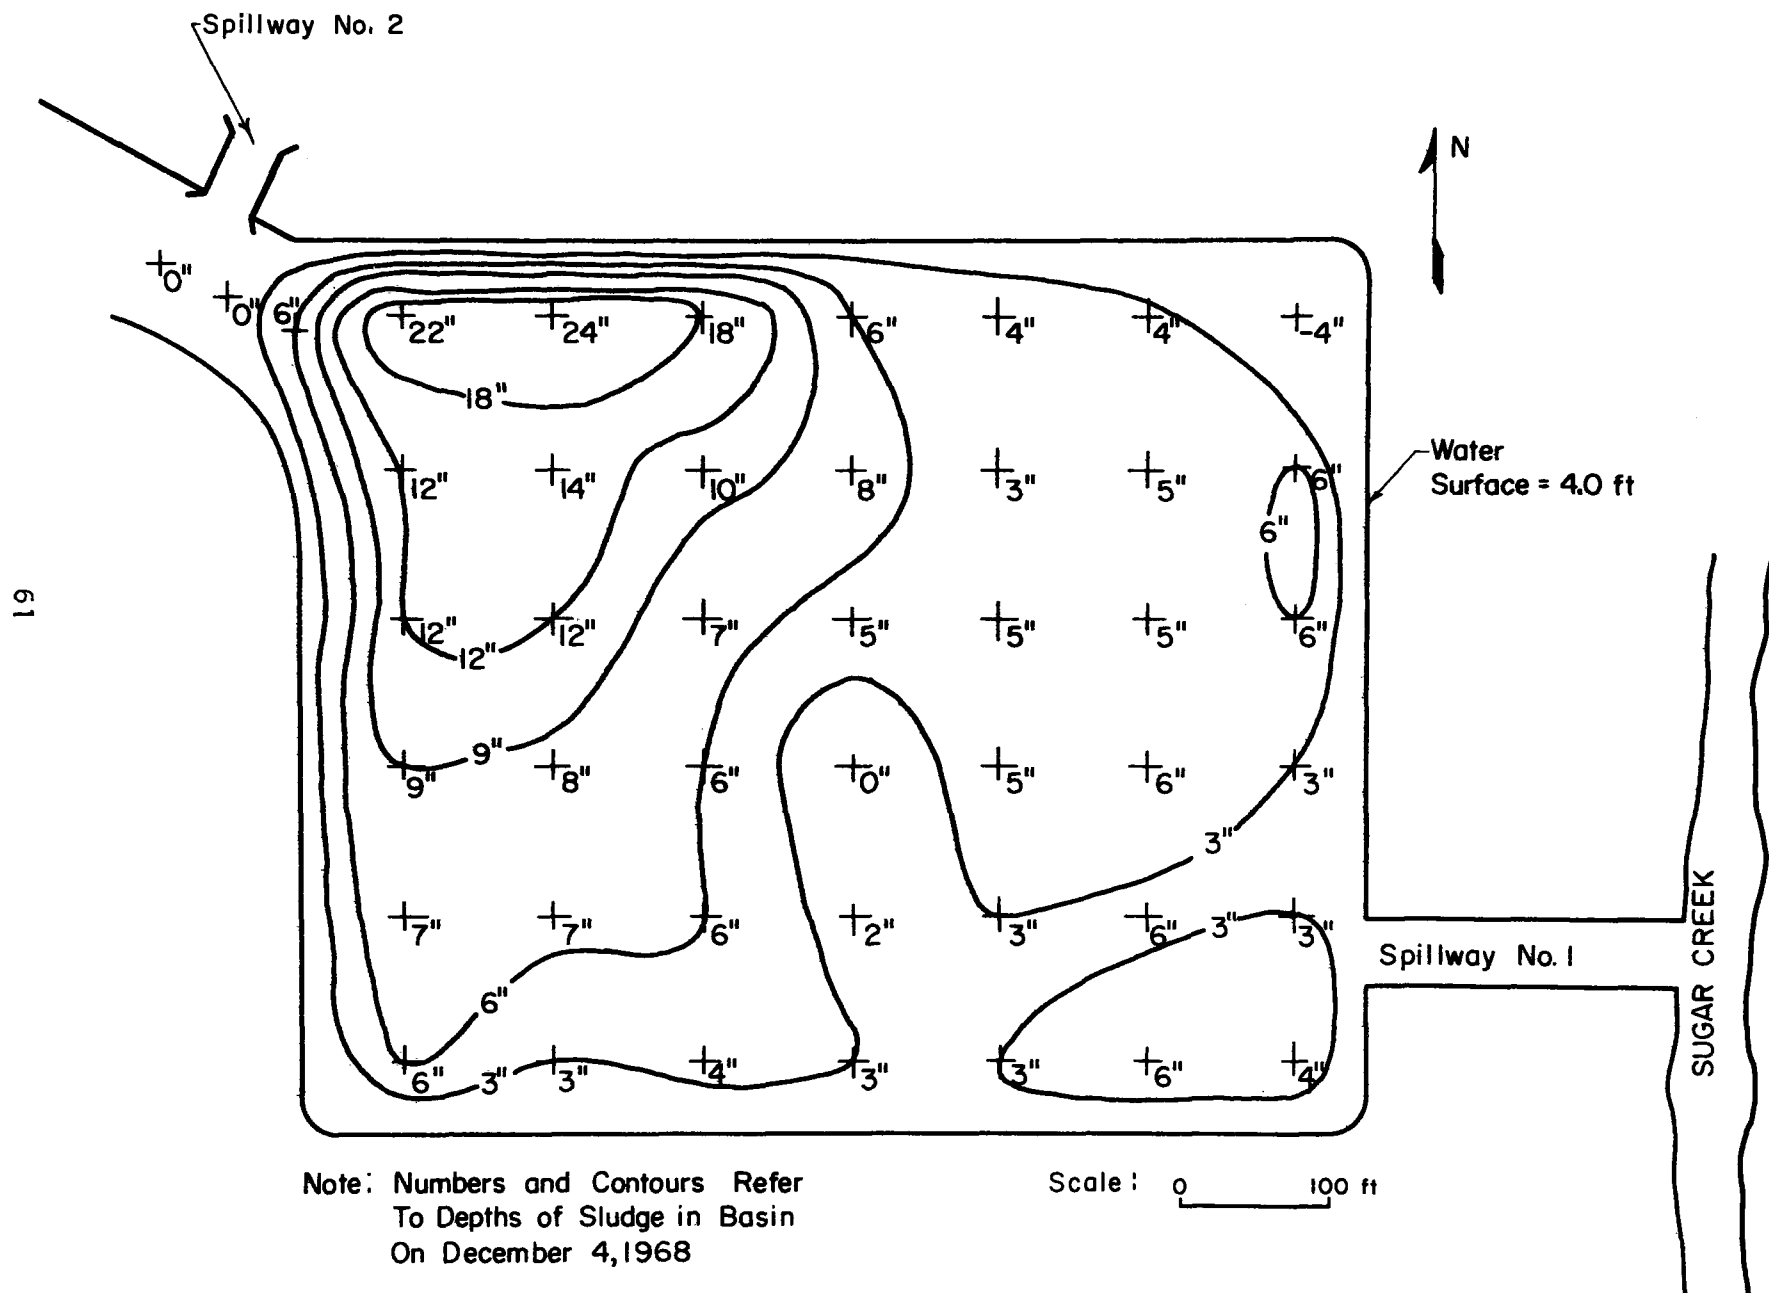 Spillway No. 2
N
0"
0" 6"
22" 24" 18" 6" 4" 4" -4"
18"
Water
Surface = 4.0 ft
12" 14" 10" 8" 3" 5" 6"
6"
61
12" 12" 7" 5" 5" 5" 6"
12"
9"
9" 8" 6" 0" 5" 6" 3"
3"
7" 7" 6" 2" 3" 6" 3" 3"
Spillway No. 1
SUGAR CREEK
6"
6" 3" 3" 4" 3" 3" 6" 4"
Note: Numbers and Contours Refer
To Depths of Sludge in Basin
On December 4, 1968
Scale: 0 100 ft